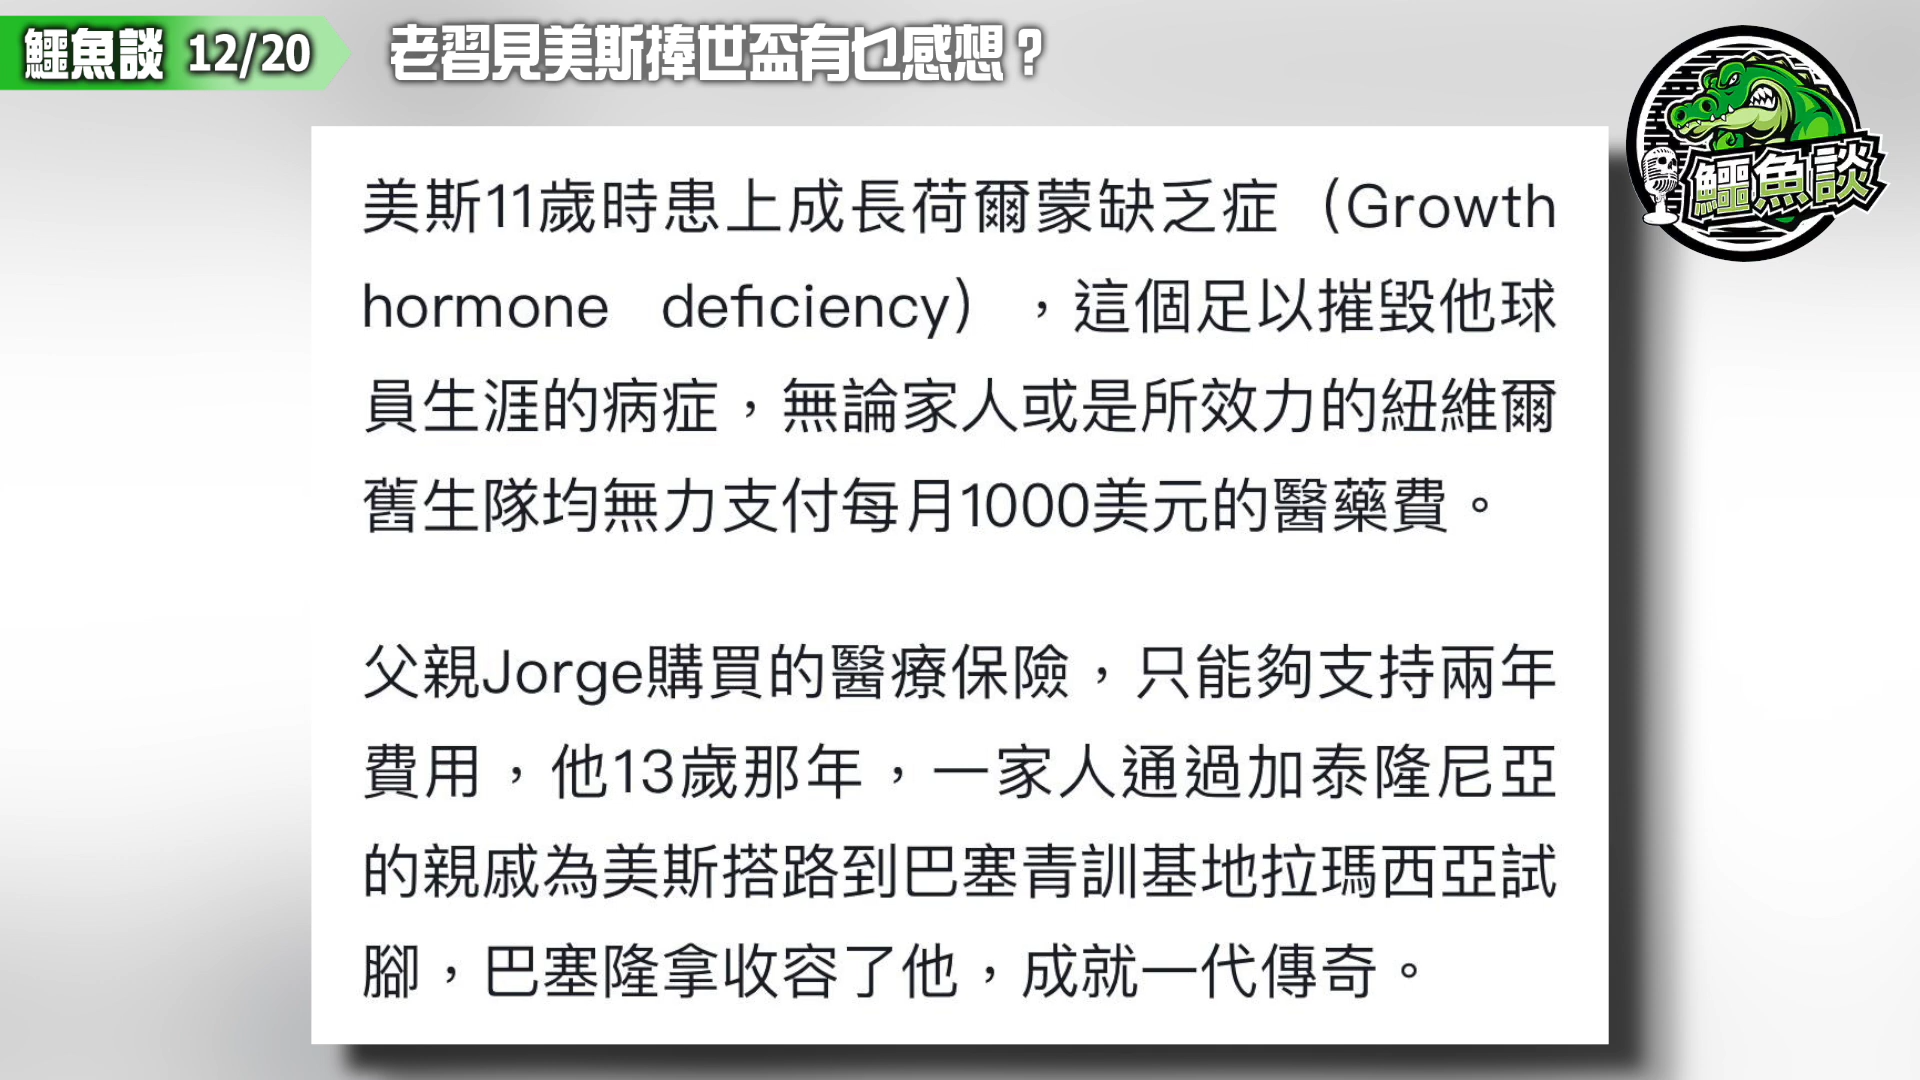 鱷魚談 12/20 老習見美斯捧世盃有乜感想？
鱷魚談
美斯11歲時患上成長荷爾蒙缺乏症（Growth
hormone deficiency），這個足以摧毀他球
員生涯的病症，無論家人或是所效力的紐維爾
舊生隊均無力支付每月1000美元的醫藥費。
父親Jorge購買的醫療保險，只能夠支持兩年
費用，他13歲那年，一家人通過加泰隆尼亞
的親戚為美斯搭路到巴塞青訓基地拉瑪西亞試
腳，巴塞隆拿收容了他，成就一代傳奇。